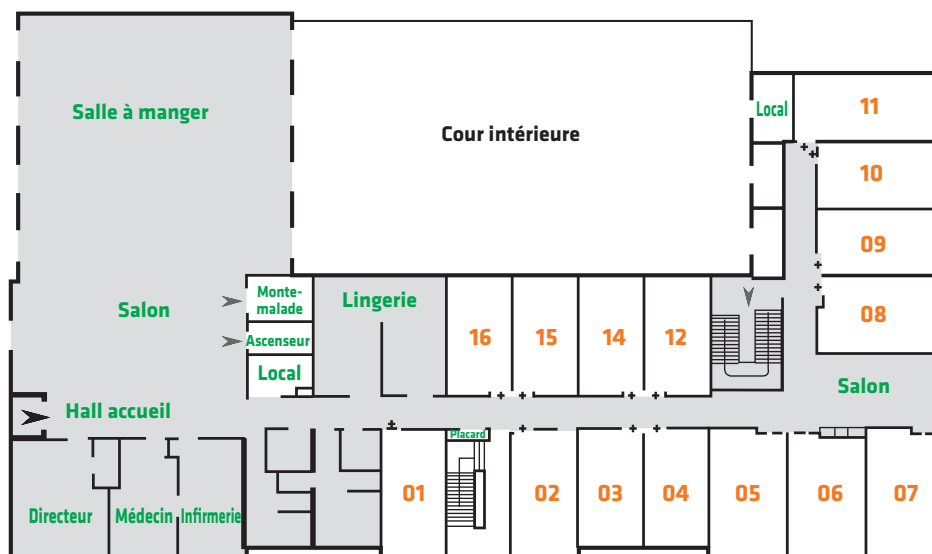 Salle à manger
Cour intérieure
Local
11
10
09
08
Monte-
malade
Lingerie
Salon
Ascenseur
16
15
14
12
Local
Salon
Hall accueil
Placard
01
02
03
04
05
06
07
Directeur
Médecin
Infirmerie